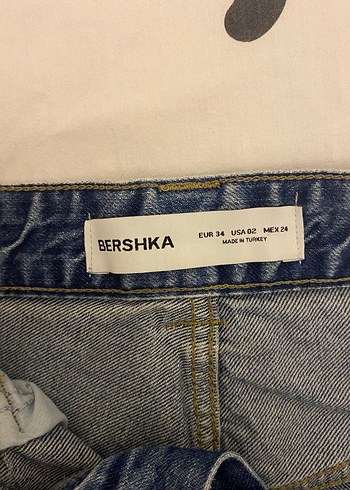 BERSHKA
EUR 34 USA 02 MEX 24
MADE IN TURKEY